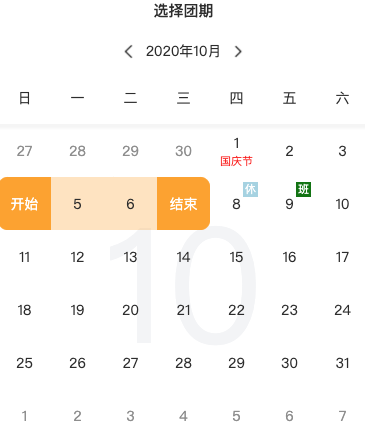 选择团期
2020年10月
日 一 二 三 四 五 六
27 28 29 30 1 2 3
国庆节
休 班
开始 5 6 结束 8 9 10
11 12 13 14 15 16 17
10
18 19 20 21 22 23 24
25 26 27 28 29 30 31
1 2 3 4 5 6 7